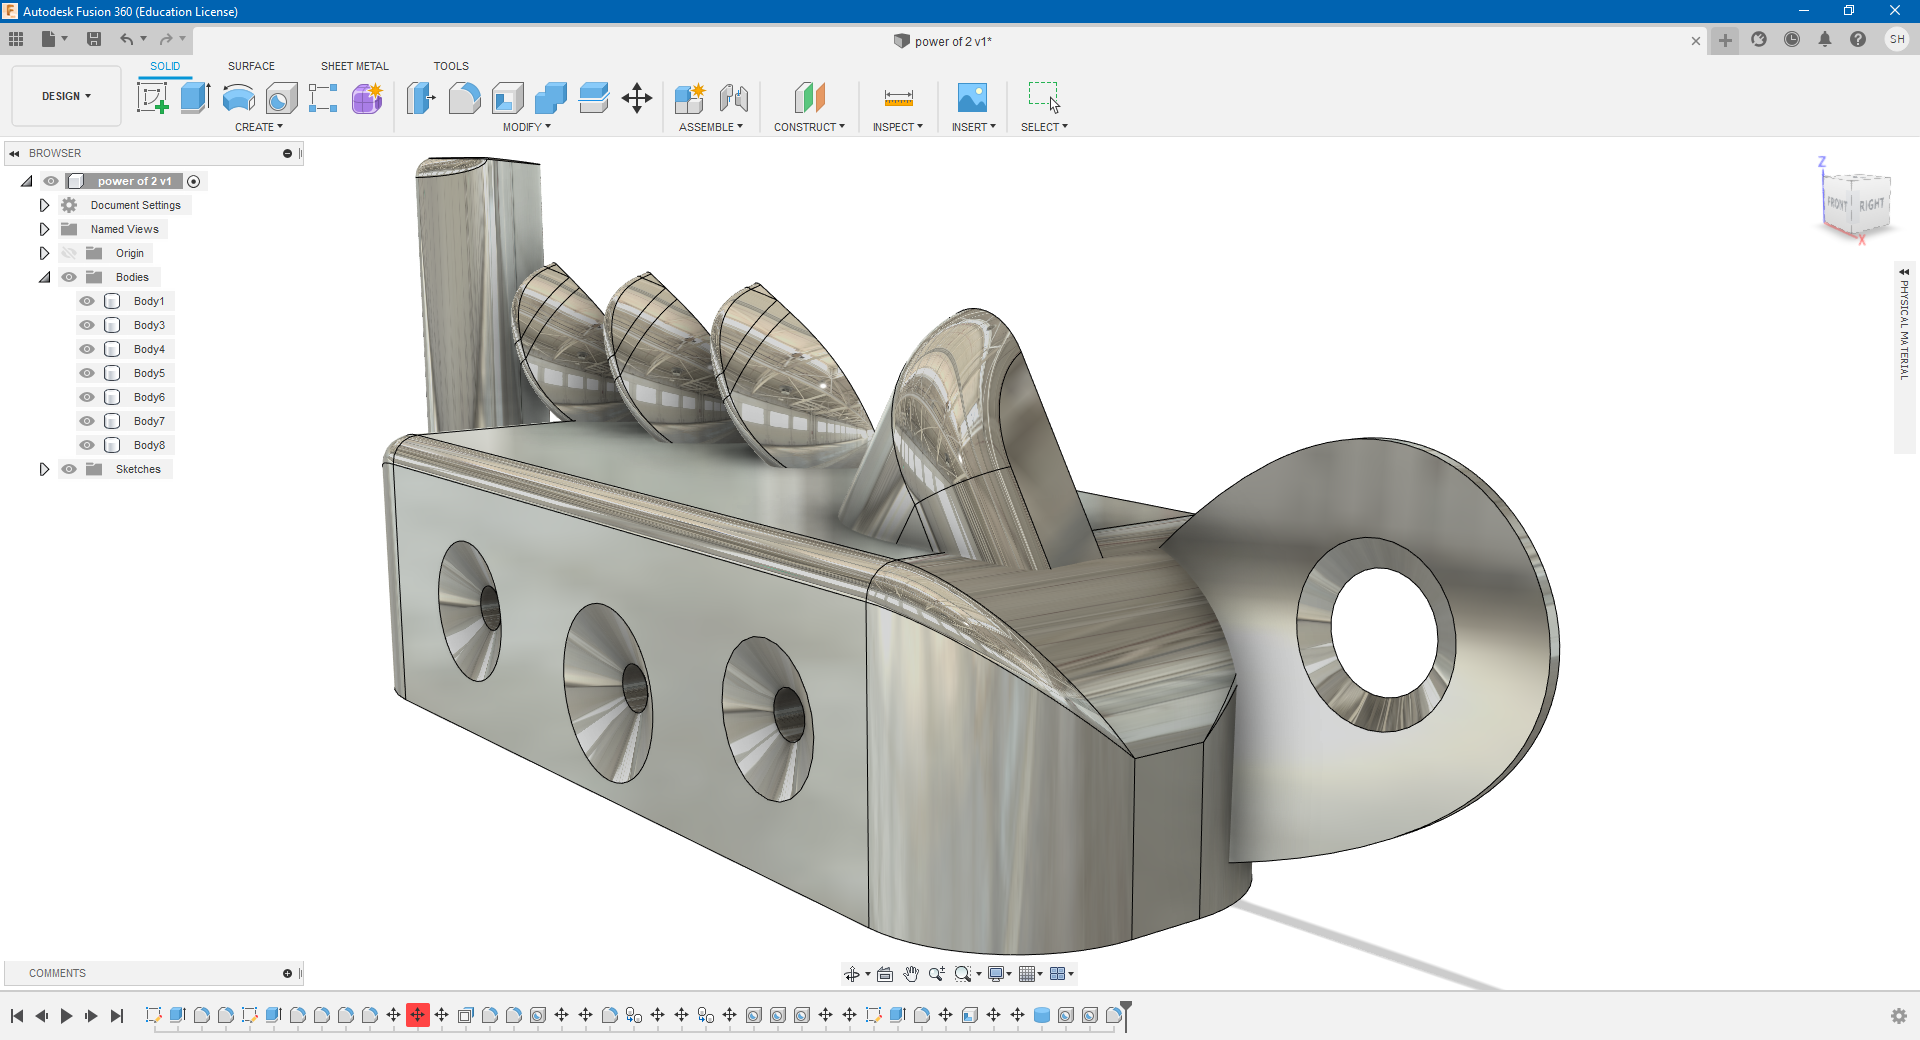 Autodesk Fusion 360 (Education License)
power of 2 v1*
SH
DESIGN
SOLID SURFACE SHEET METAL TOOLS
CREATE MODIFY ASSEMBLE CONSTRUCT INSPECT INSERT SELECT
BROWSER
power of 2 v1
Document Settings
Named Views
Origin
Bodies
Body1
Body3
Body4
Body5
Body6
Body7
Body8
Sketches
Z
FRONT RIGHT
X
PHYSICAL MATERIAL
COMMENTS